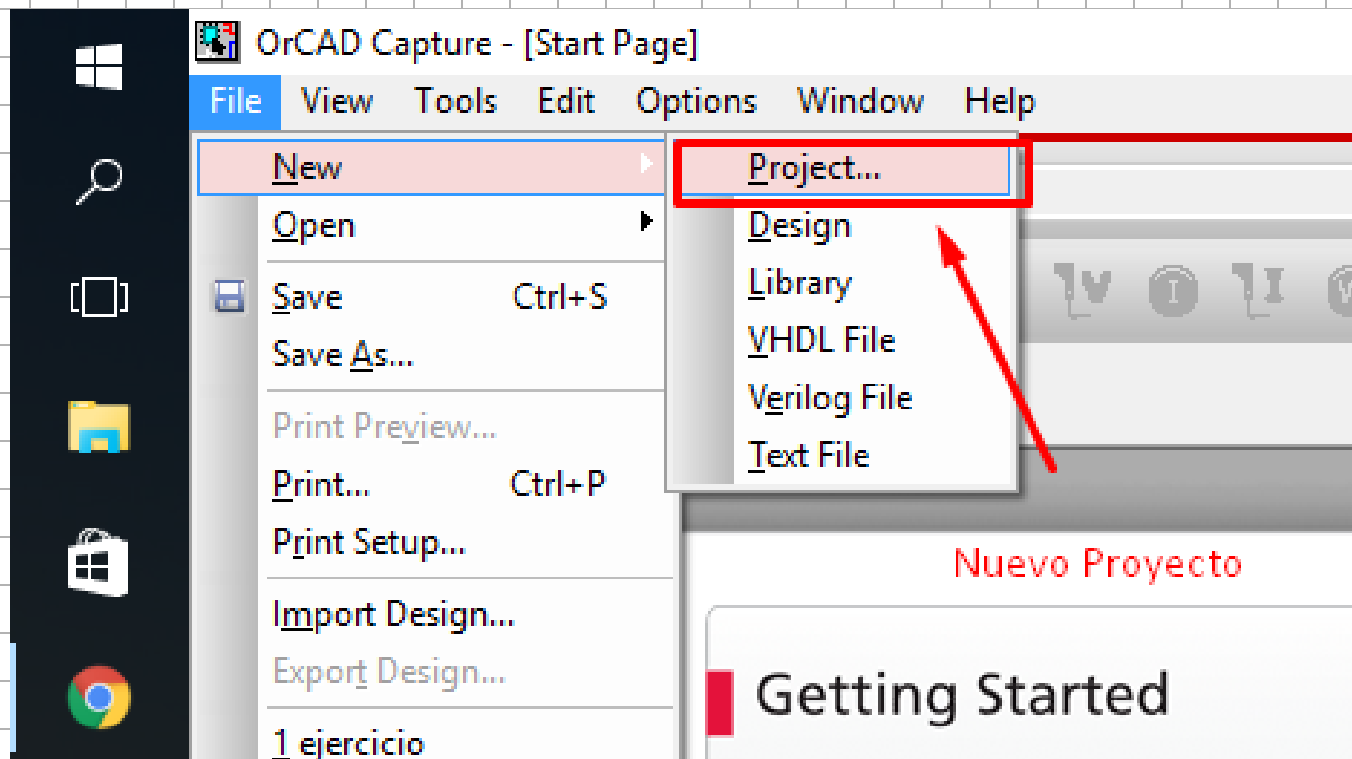 OrCAD Capture - [Start Page]
File View Tools Edit Options Window Help
New
Open
Save Ctrl+S
Save As...
Print Preview...
Print... Ctrl+P
Print Setup...
Import Design...
Export Design...
1 ejercicio
Project...
Design
Library
VHDL File
Verilog File
Text File
V I I
Nuevo Proyecto
Getting Started